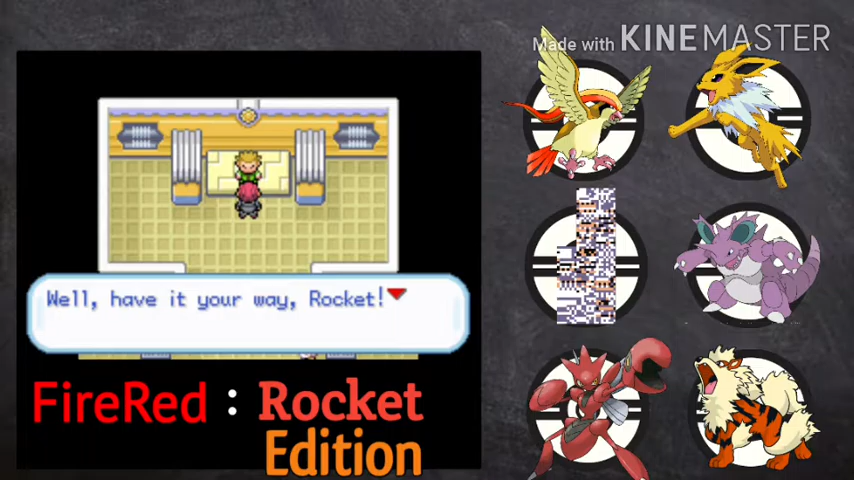 Made with KINEMASTER
Well, have it your way, Rocket!
FireRed : Rocket
Edition